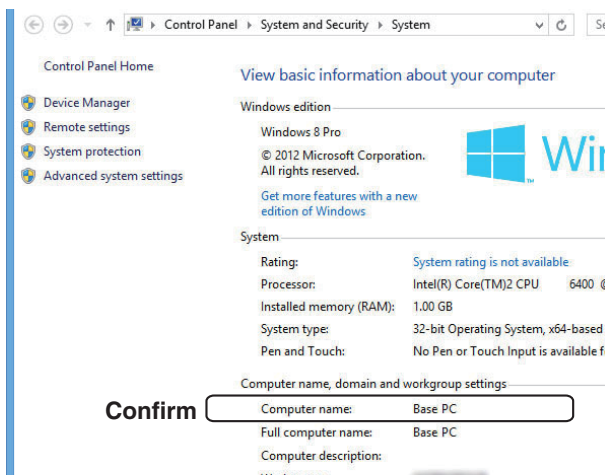 Control Panel ▸ System and Security ▸ System
Control Panel Home
Device Manager
Remote settings
System protection
Advanced system settings
View basic information about your computer
Windows edition
Windows 8 Pro
© 2012 Microsoft Corporation.
All rights reserved.
Get more features with a new
edition of Windows
System
Rating: System rating is not available
Processor: Intel(R) Core(TM)2 CPU 6400 @
Installed memory (RAM): 1.00 GB
System type: 32-bit Operating System, x64-based
Pen and Touch: No Pen or Touch Input is available
Computer name, domain and workgroup settings
Confirm
Computer name: Base PC
Full computer name: Base PC
Computer description: